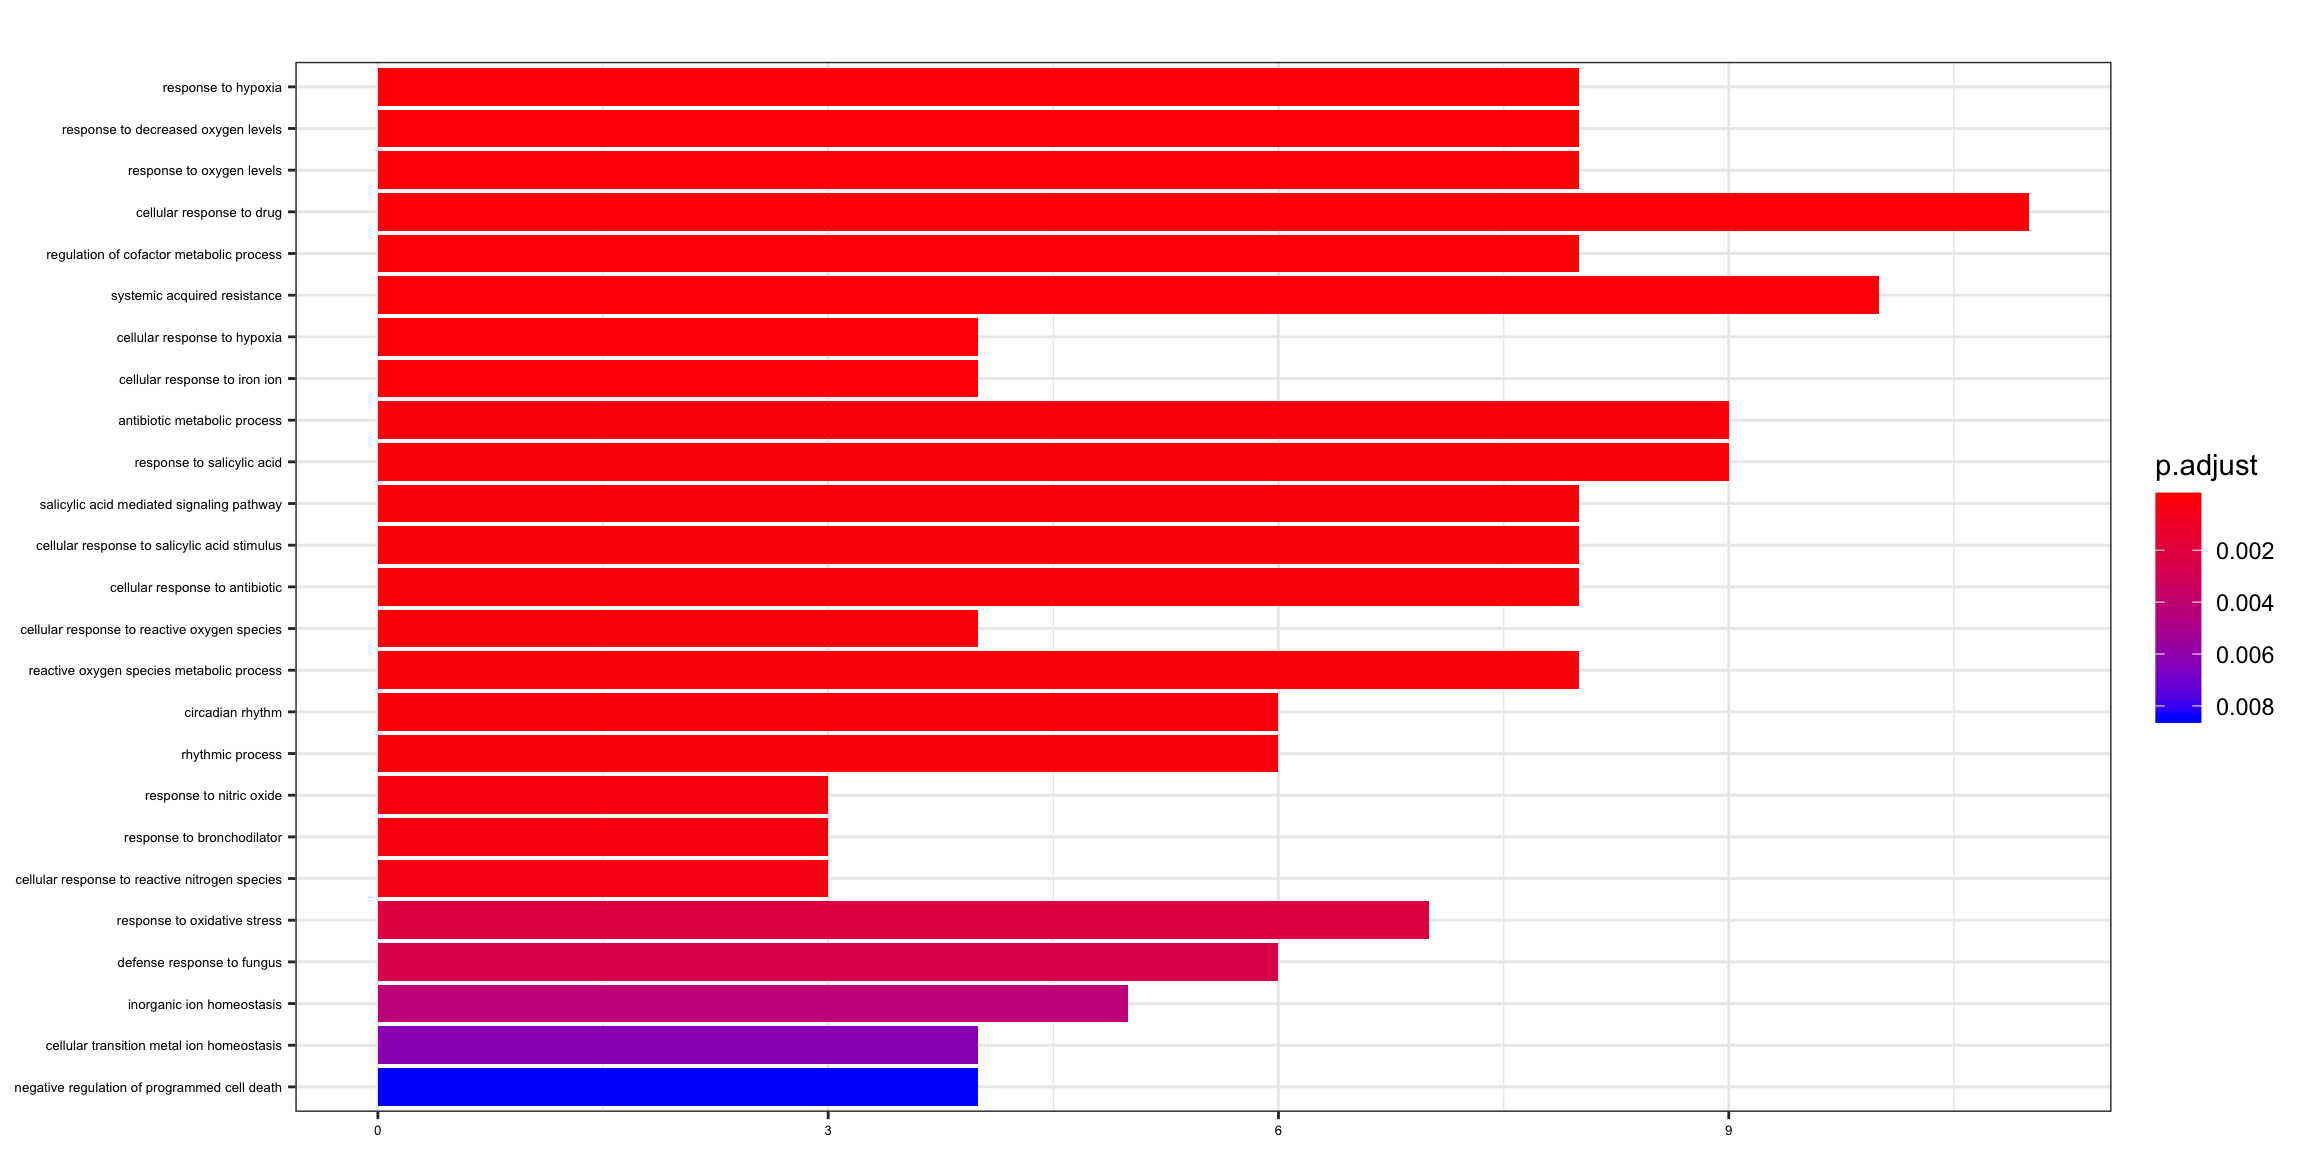 response to hypoxia
response to decreased oxygen levels
response to oxygen levels
cellular response to drug
regulation of cofactor metabolic process
systemic acquired resistance
cellular response to hypoxia
cellular response to iron ion
antibiotic metabolic process
response to salicylic acid
salicylic acid mediated signaling pathway
cellular response to salicylic acid stimulus
cellular response to antibiotic
cellular response to reactive oxygen species
reactive oxygen species metabolic process
circadian rhythm
rhythmic process
response to nitric oxide
response to bronchodilator
cellular response to reactive nitrogen species
response to oxidative stress
defense response to fungus
inorganic ion homeostasis
cellular transition metal ion homeostasis
negative regulation of programmed cell death
0 3 6 9
p.adjust
0.002
0.004
0.006
0.008